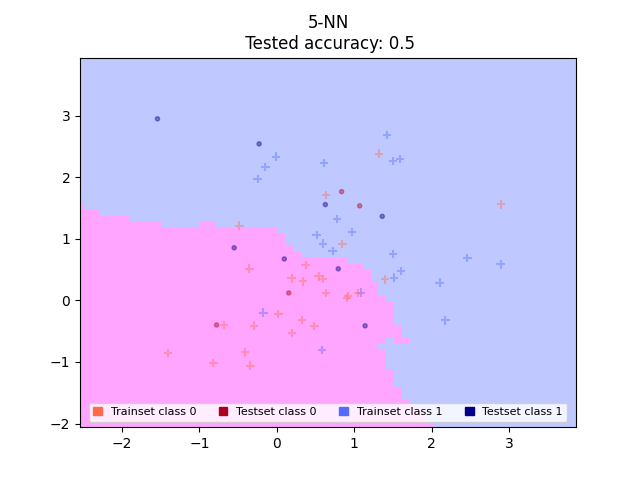 5-NN
Tested accuracy: 0.5
3
2
1
0
−1
−2
−2 −1 0 1 2 3
Trainset class 0 Testset class 0 Trainset class 1 Testset class 1